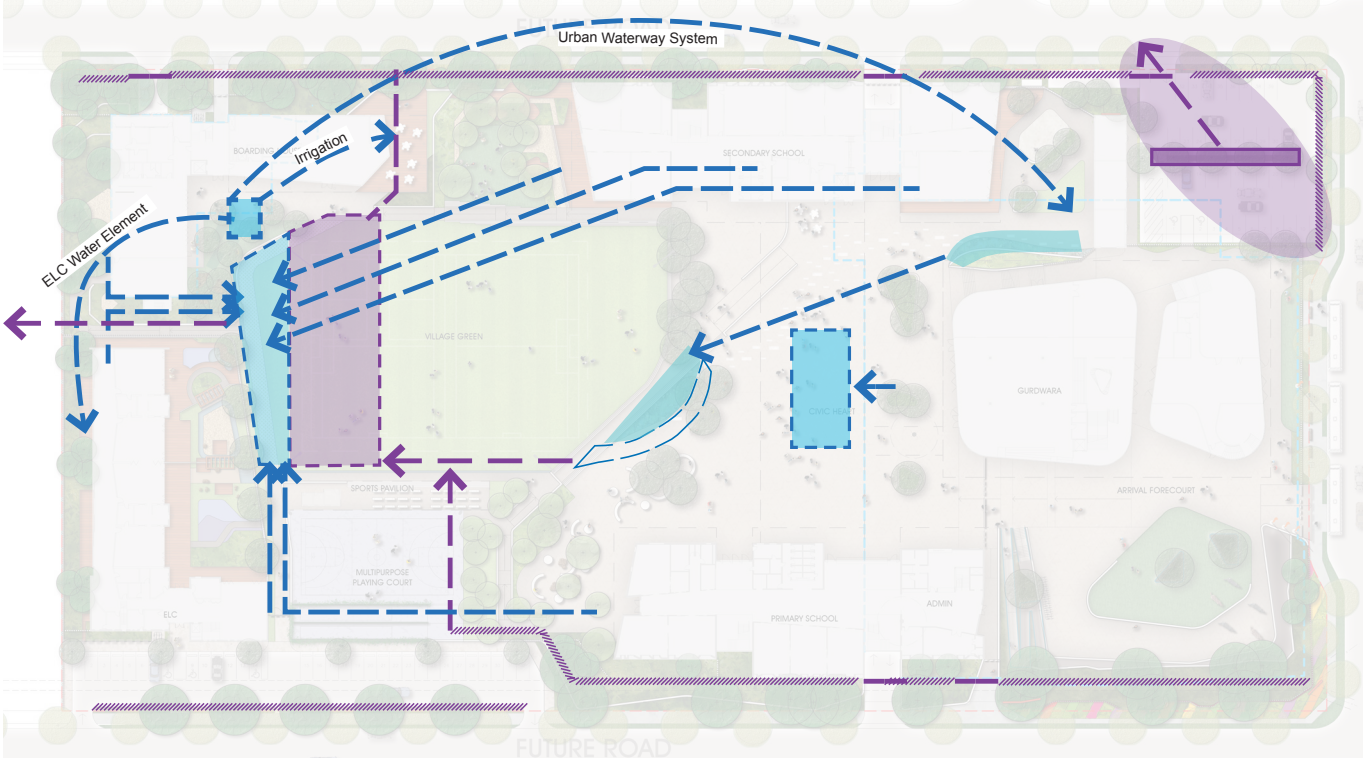 Urban Waterway System
BOARDING
Irrigation
SECONDARY SCHOOL
ELC Water Element
VILLAGE GREEN
GURDWARA
CIVIC HEART
SPORTS PAVILION
ARRIVAL FORECOURT
MULTIPURPOSE
PLAYING COURT
ADMIN
ELC
PRIMARY SCHOOL
FUTURE ROAD